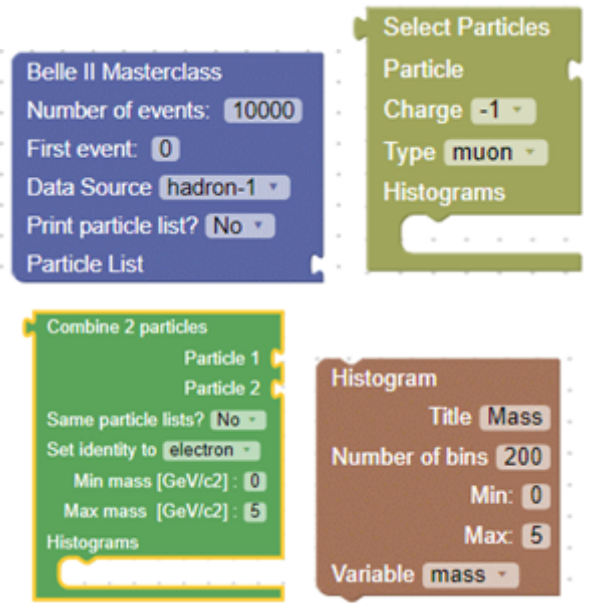 Belle II Masterclass
Number of events: 10000
First event: 0
Data Source hadron-1
Print particle list? No
Particle List
Select Particles
Particle
Charge -1
Type muon
Histograms
Combine 2 particles
Particle 1
Particle 2
Same particle lists? No
Set identity to electron
Min mass [GeV/c2] : 0
Max mass [GeV/c2] : 5
Histograms
Histogram
Title Mass
Number of bins 200
Min: 0
Max: 5
Variable mass